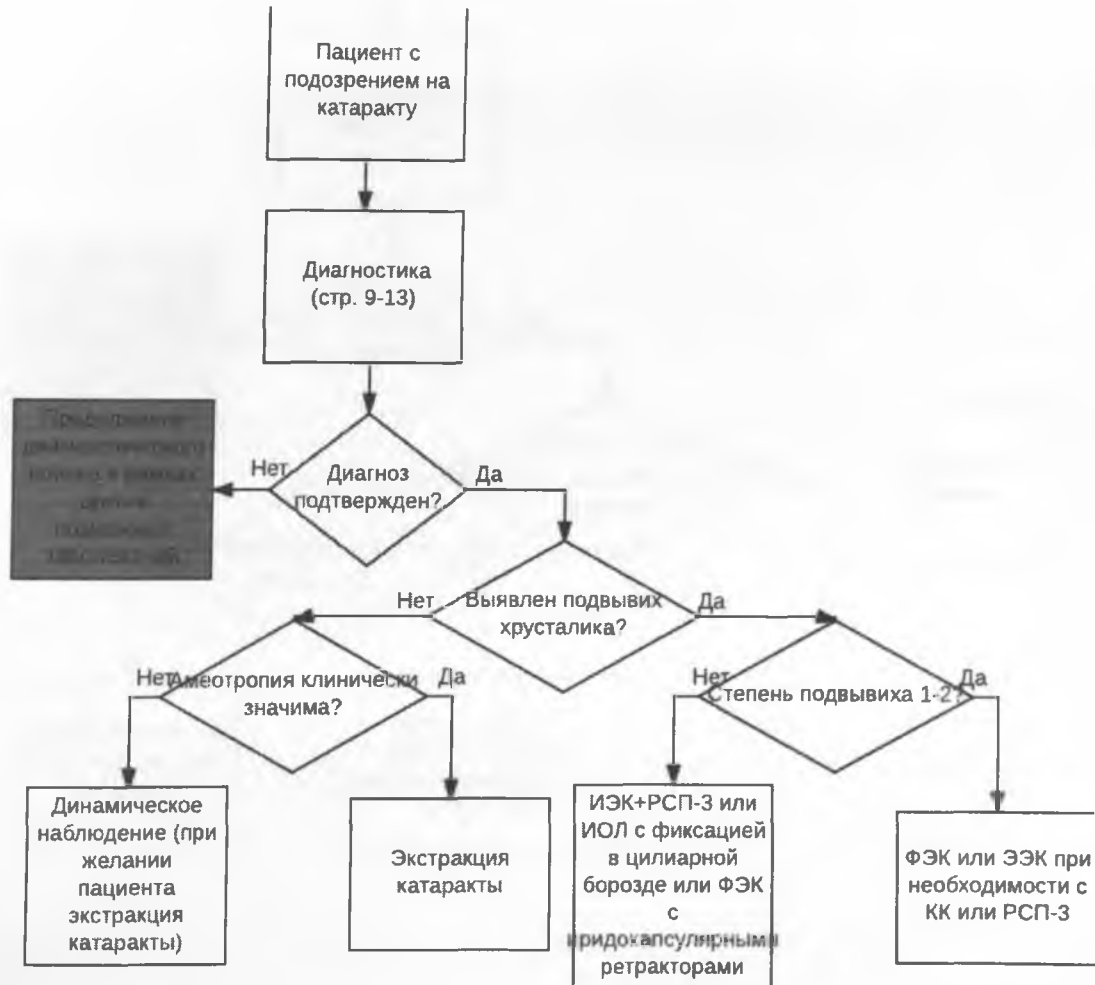 Пациент с
подозрением на
катаракту
Диагностика
(стр. 9-13)
Нет
Диагноз
подтвержден?
Да
Нет
Выявлен подвывих
хрусталика?
Да
Нет
Амеотропия клинически
значима?
Да
Нет
Степень подвывиха 1-2?
Да
Динамическое
наблюдение (при
желании
пациента
экстракция
катаракты)
Экстракция
катаракты
ИЭК+РСП-3 или
ИОЛ с фиксацией
в цилиарной
борозде или ФЭК
с
иридокапсулярными
ретракторами
ФЭК или ЭЭК при
необходимости с
КК или РСП-3